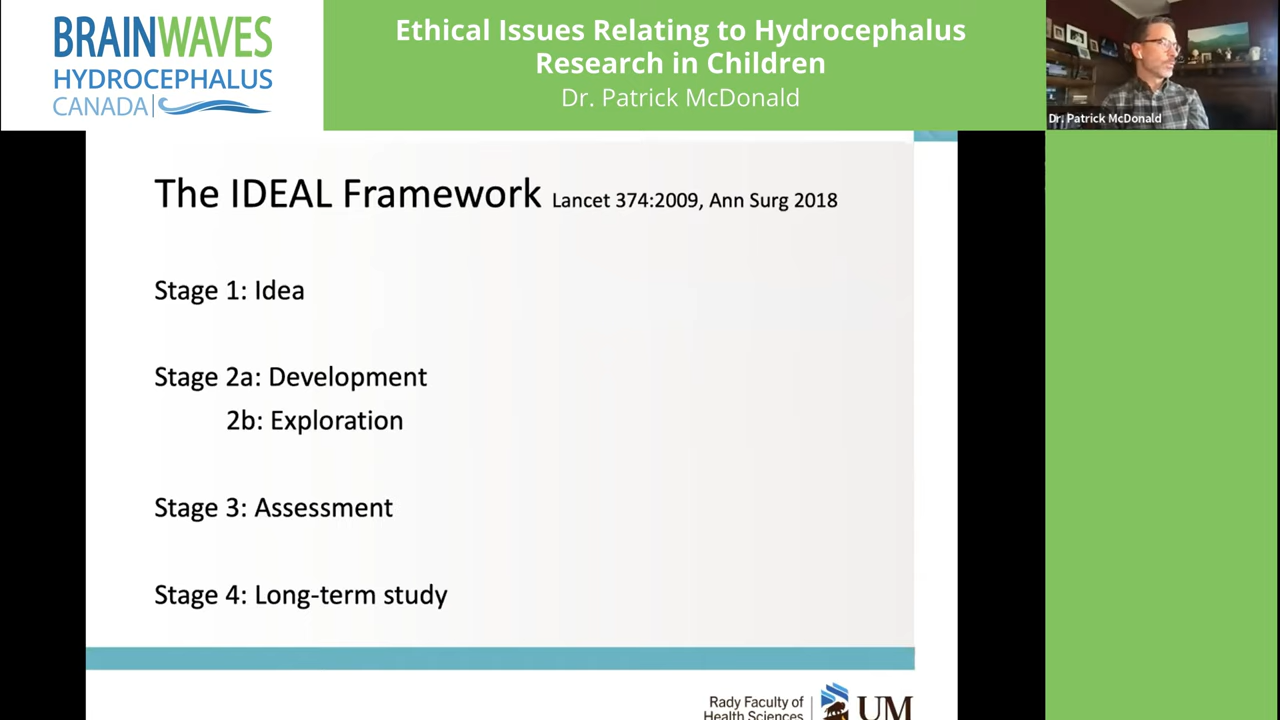 BRAINWAVES
HYDROCEPHALUS
CANADA
Ethical Issues Relating to Hydrocephalus
Research in Children
Dr. Patrick McDonald
Dr. Patrick McDonald
The IDEAL Framework Lancet 374:2009, Ann Surg 2018
Stage 1: Idea
Stage 2a: Development
2b: Exploration
Stage 3: Assessment
Stage 4: Long-term study
Rady Faculty of
Health Sciences
UM